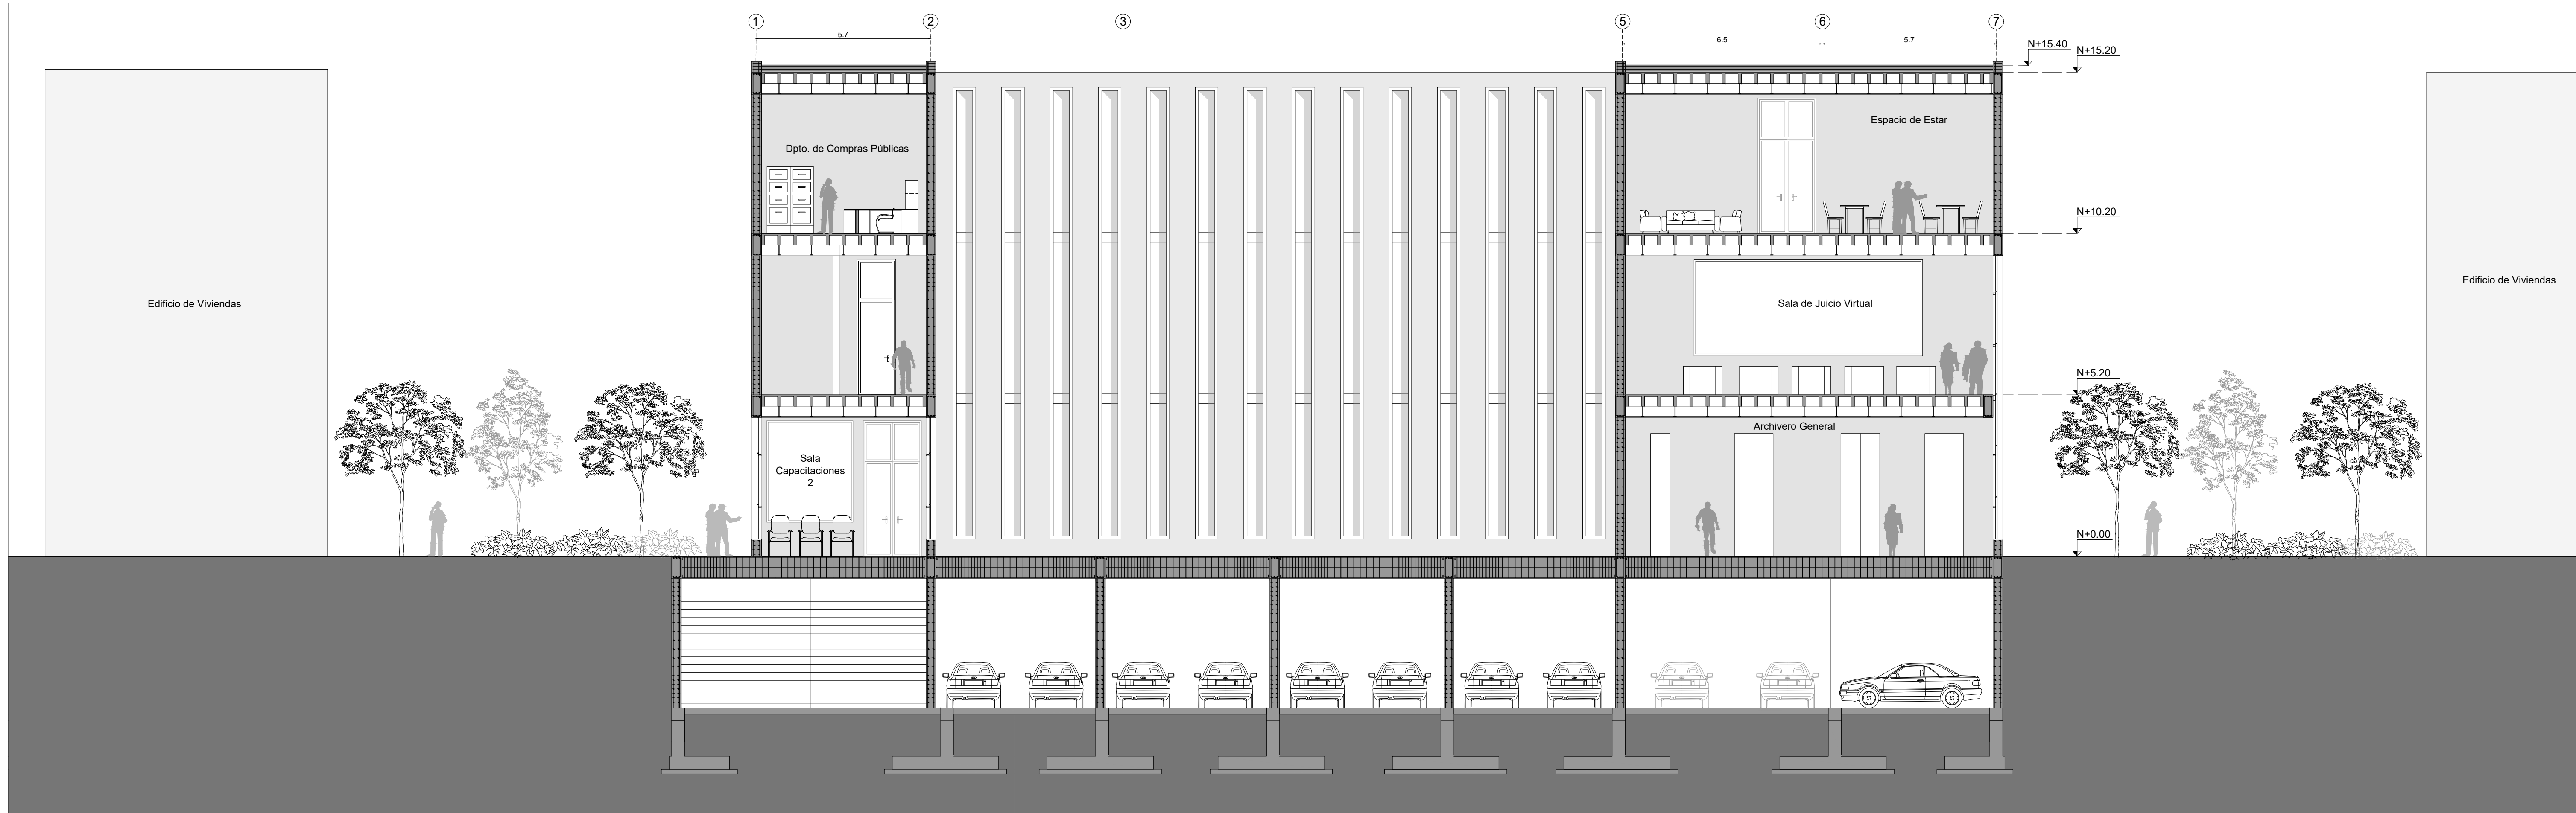 1
2
3
5
6
7
5.7
6.5
5.7
N+15.40
N+15.20
Espacio de Estar
Dpto. de Compras Públicas
N+10.20
Edificio de Viviendas
Sala de Juicio Virtual
Edificio de Viviendas
N+5.20
Archivero General
Sala
Capacitaciones
2
N+0.00